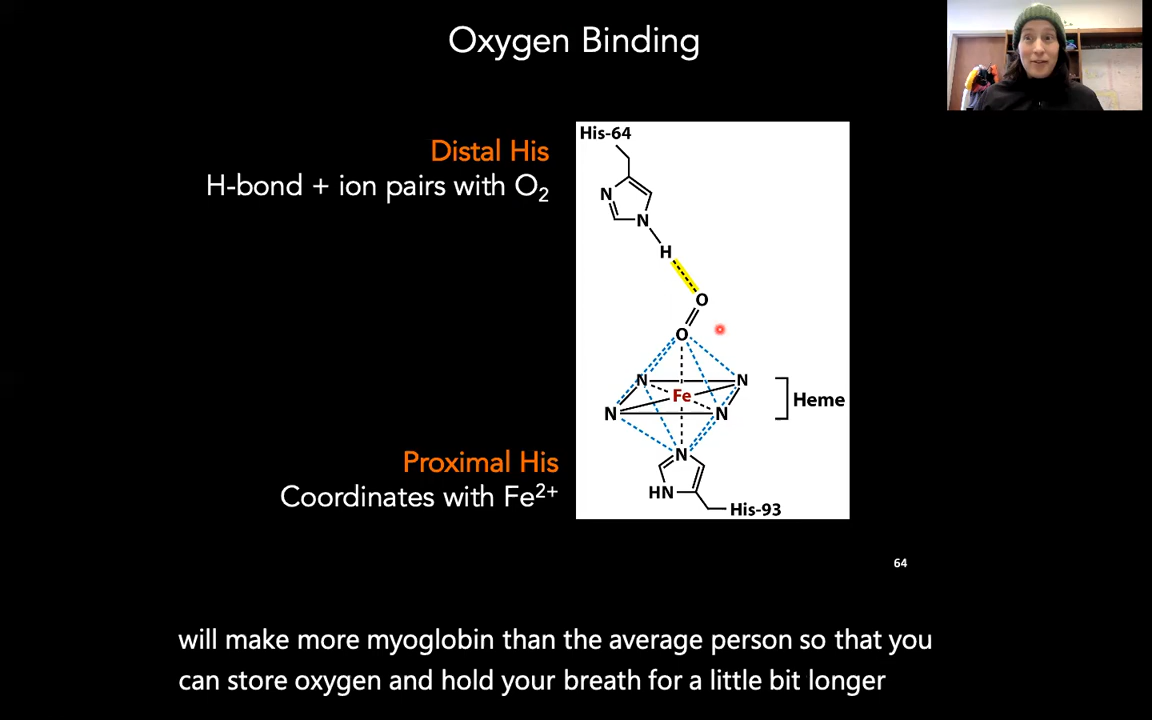 Oxygen Binding
Distal His
H-bond + ion pairs with O₂
His-64
N
N
H
O
O
N
N
Fe
N
N
Heme
Proximal His
Coordinates with Fe²⁺
N
HN
His-93
64
will make more myoglobin than the average person so that you
can store oxygen and hold your breath for a little bit longer